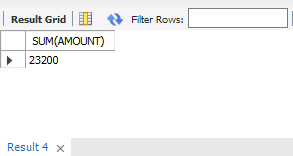 Result Grid Filter Rows:
SUM(AMOUNT)
23200
Result 4 ×